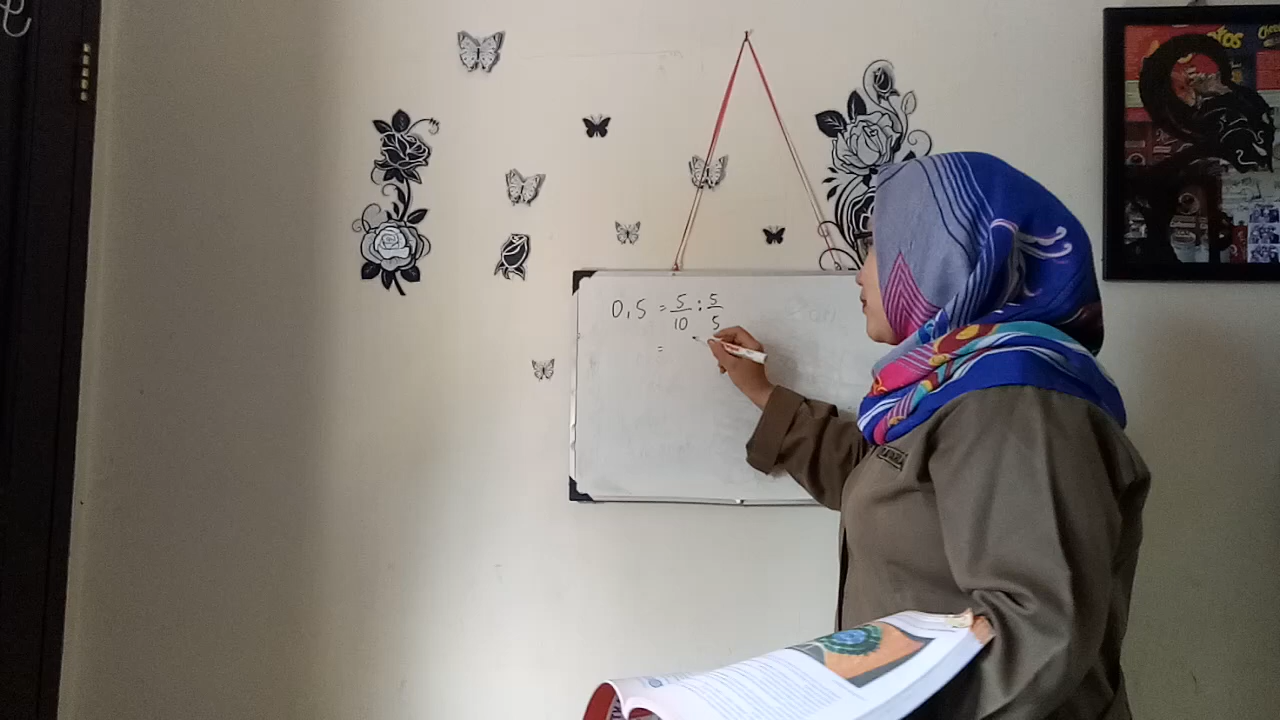 0,5 = 5/10 : 5/5
=